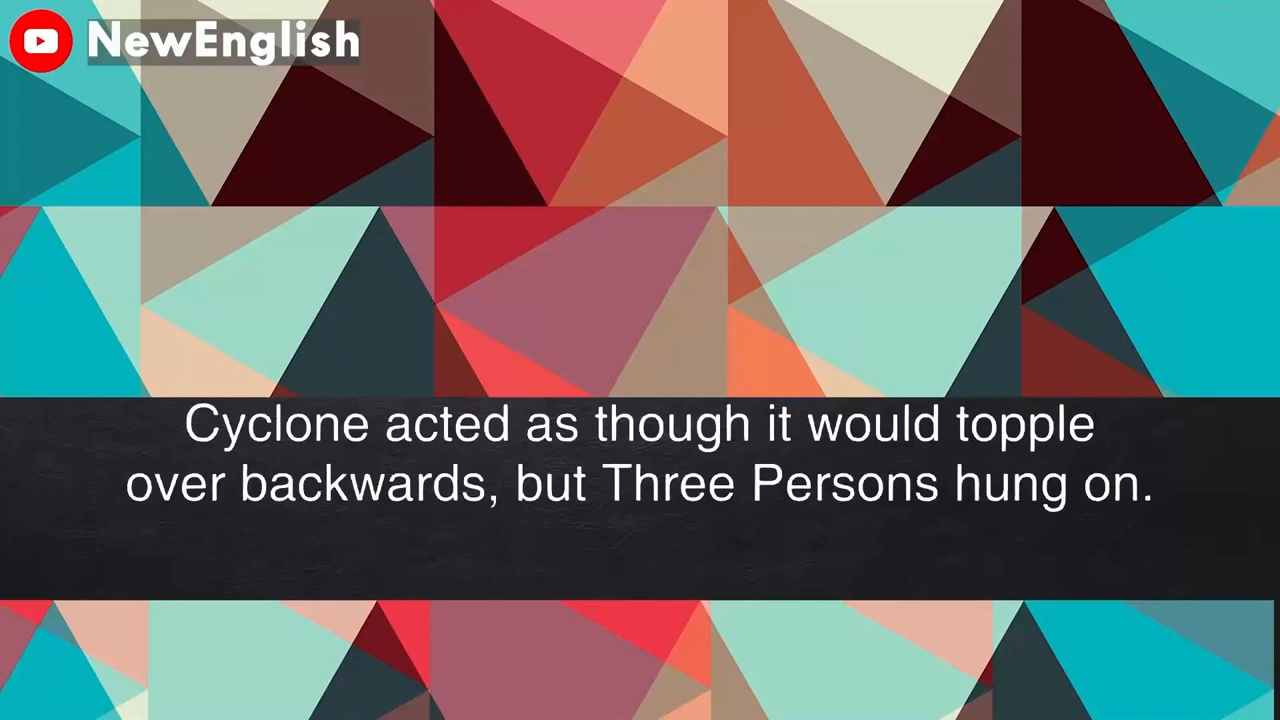 NewEnglish
Cyclone acted as though it would topple
over backwards, but Three Persons hung on.